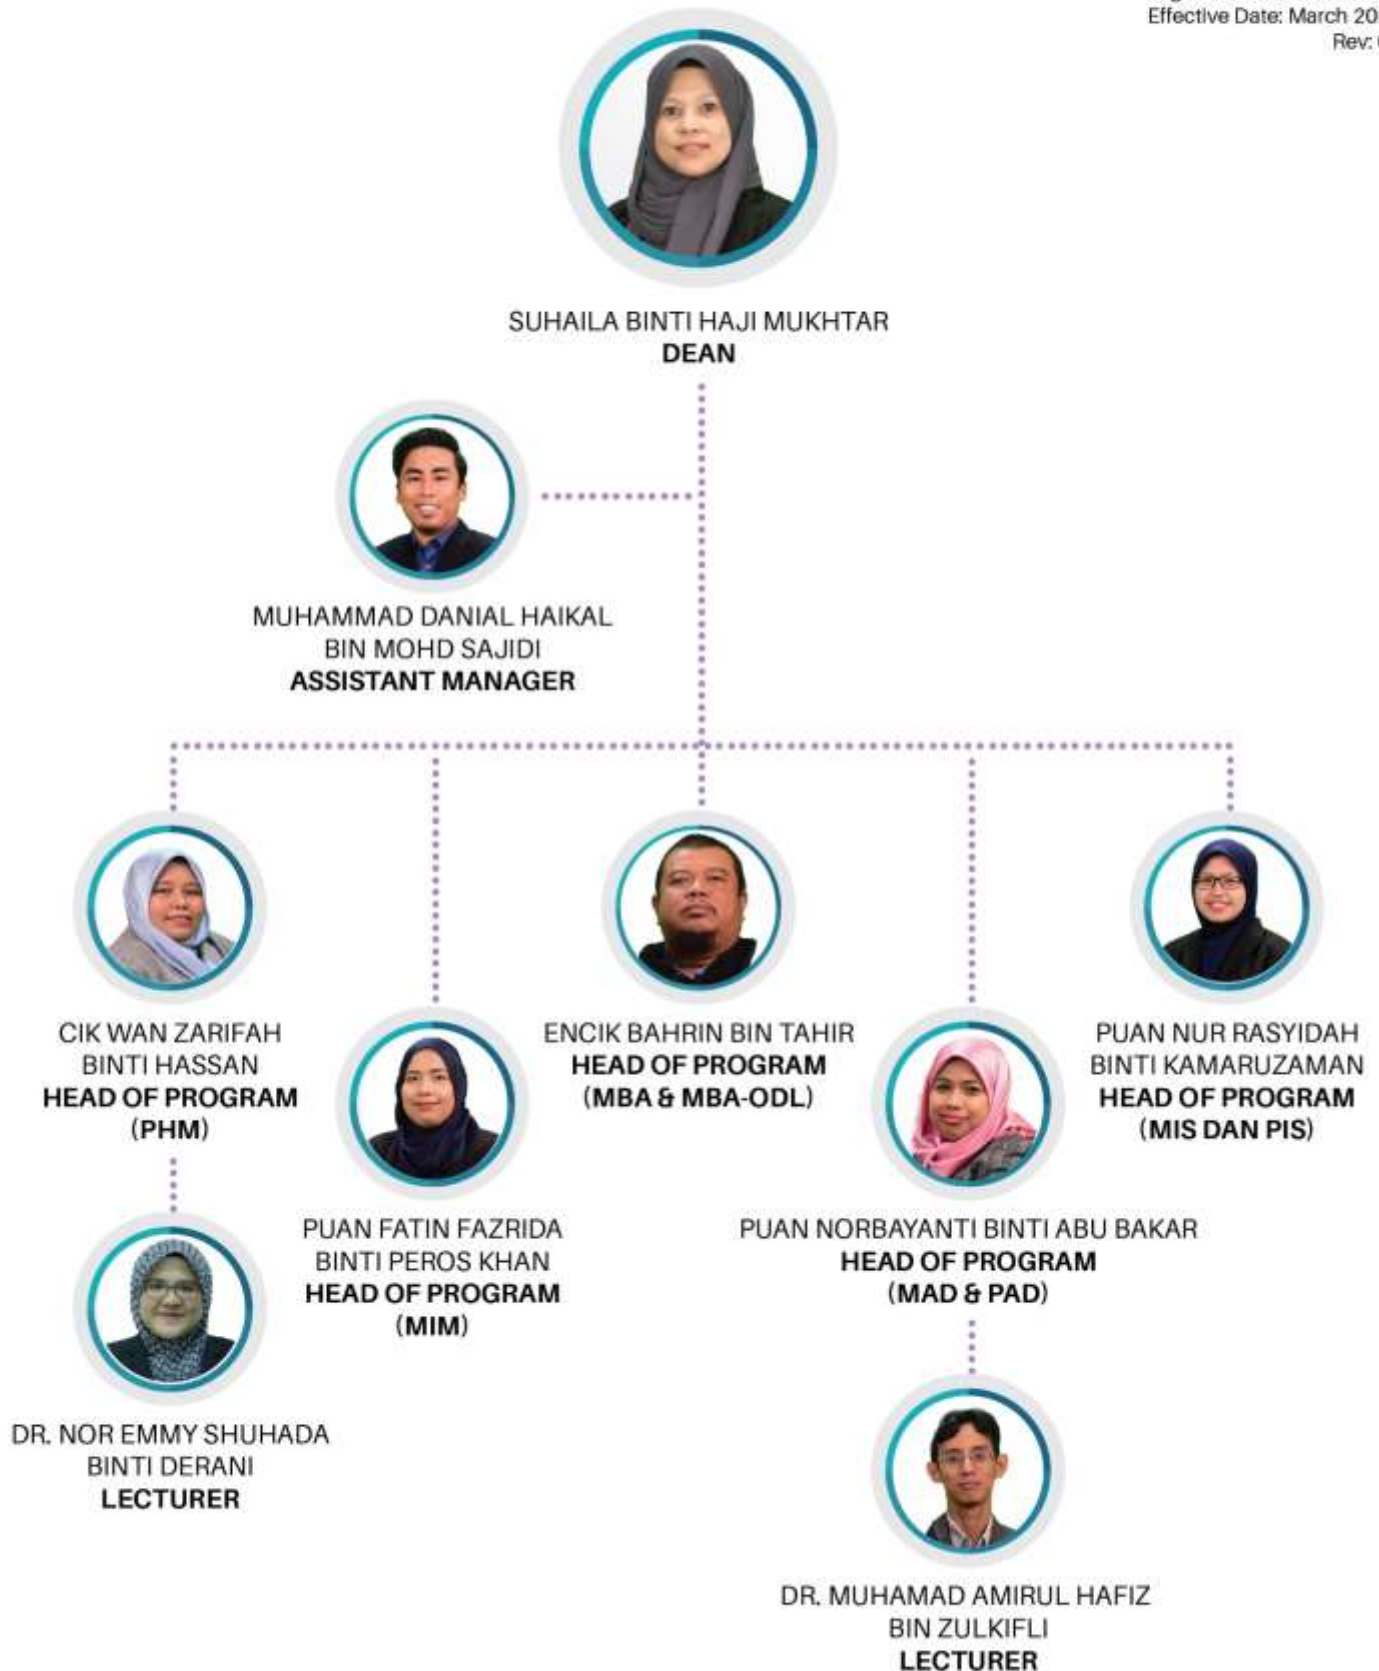 Effective Date: March
Rev:
SUHAILA BINTI HAJI MUKHTAR
DEAN
MUHAMMAD DANIAL HAIKAL
BIN MOHD SAJIDI
ASSISTANT MANAGER
CIK WAN ZARIFAH
BINTI HASSAN
HEAD OF PROGRAM
(PHM)
PUAN FATIN FAZRIDA
BINTI PEROS KHAN
HEAD OF PROGRAM
(MIM)
ENCIK BAHRIN BIN TAHIR
HEAD OF PROGRAM
(MBA & MBA-ODL)
PUAN NORBAYANTI BINTI ABU BAKAR
HEAD OF PROGRAM
(MAD & PAD)
PUAN NUR RASYIDAH
BINTI KAMARUZAMAN
HEAD OF PROGRAM
(MIS DAN PIS)
DR. NOR EMMY SHUHADA
BINTI DERANI
LECTURER
DR. MUHAMAD AMIRUL HAFIZ
BIN ZULKIFLI
LECTURER